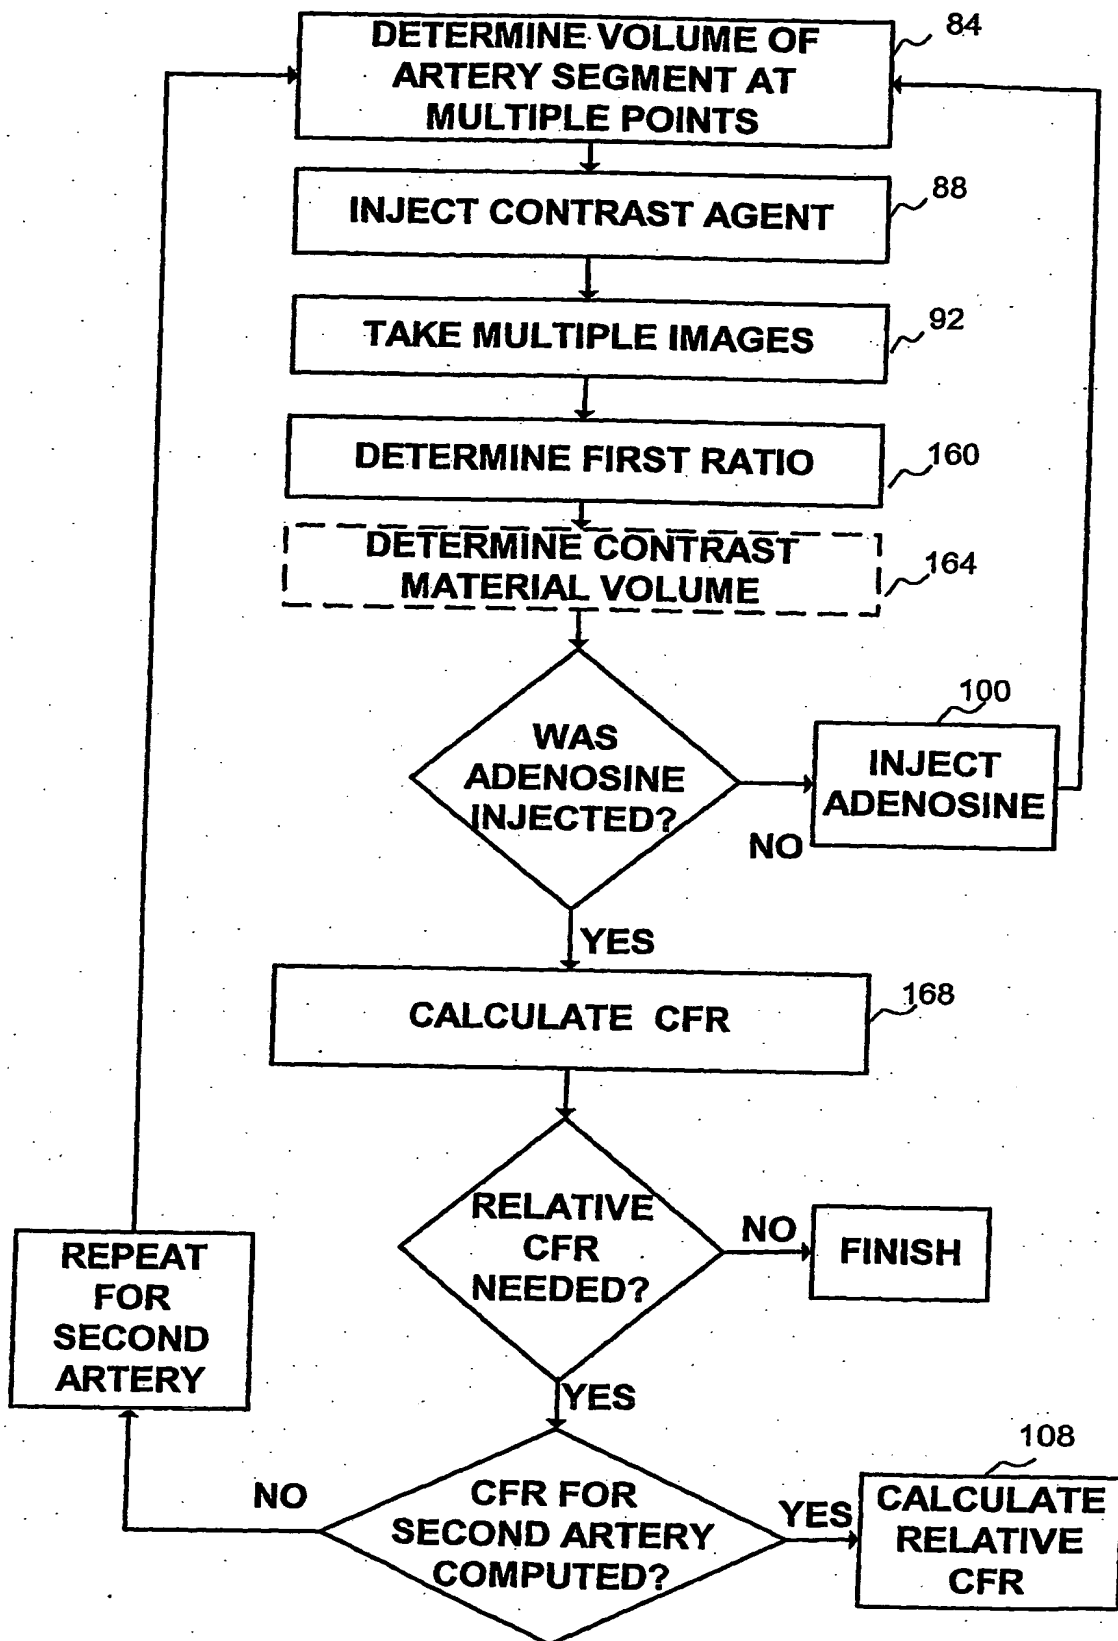 DETERMINE VOLUME OF
ARTERY SEGMENT AT
MULTIPLE POINTS
84
INJECT CONTRAST AGENT
88
TAKE MULTIPLE IMAGES
92
DETERMINE FIRST RATIO
160
DETERMINE CONTRAST
MATERIAL VOLUME
164
WAS
ADENOSINE
INJECTED?
NO
100
INJECT
ADENOSINE
YES
CALCULATE CFR
168
RELATIVE
CFR
NEEDED?
NO
FINISH
REPEAT
FOR
SECOND
ARTERY
YES
NO
CFR FOR
SECOND ARTERY
COMPUTED?
YES
108
CALCULATE
RELATIVE
CFR